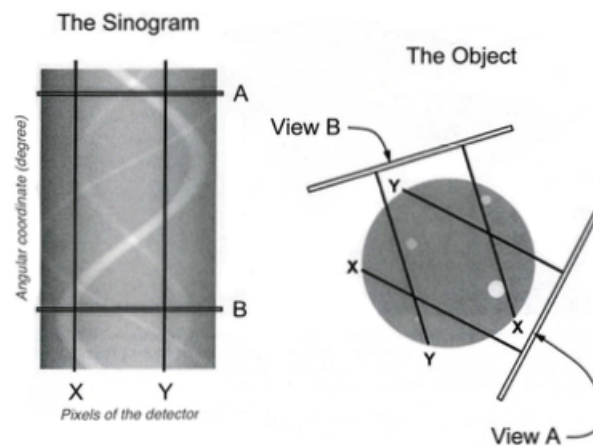 The Sinogram
A
B
X
Y
Angular coordinate (degree)
Pixels of the detector
The Object
View B
Y
X
X
Y
View A